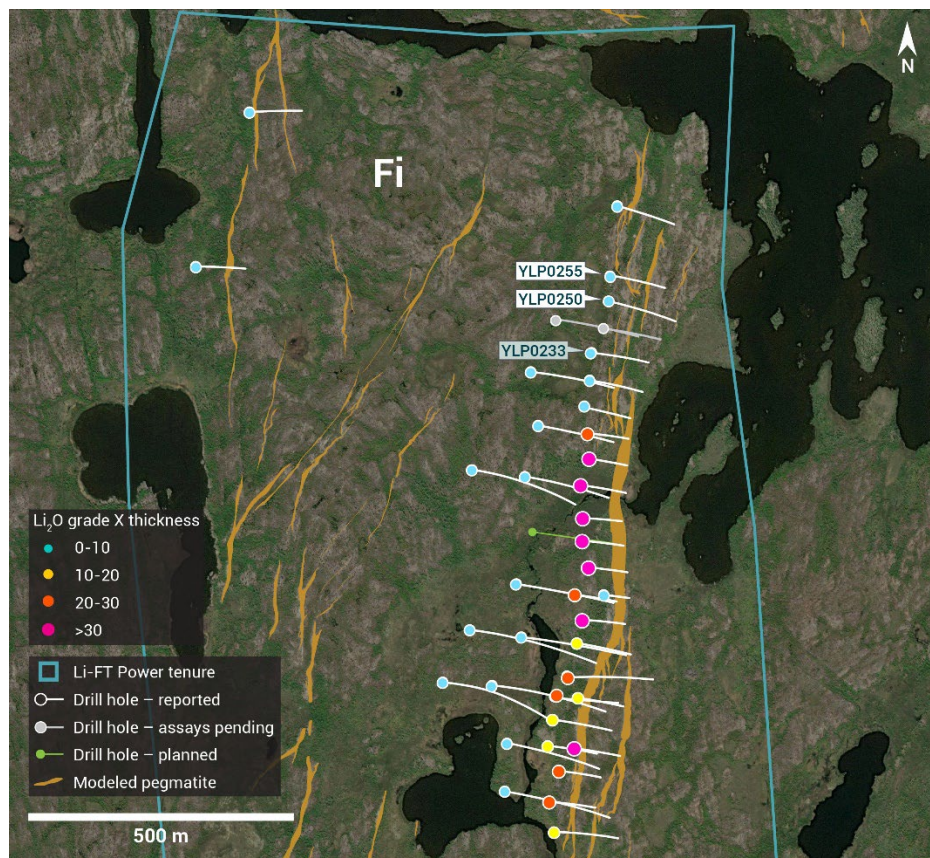 N
Fi
YLP0255
YLP0250
YLP0233
Li₂O grade X thickness
0-10
10-20
20-30
>30
Li-FT Power tenure
Drill hole – reported
Drill hole – assays pending
Drill hole – planned
Modeled pegmatite
500 m